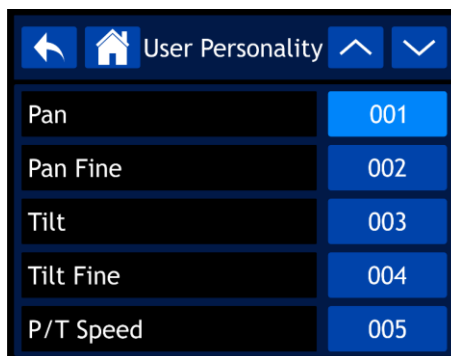 User Personality
Pan 001
Pan Fine 002
Tilt 003
Tilt Fine 004
P/T Speed 005